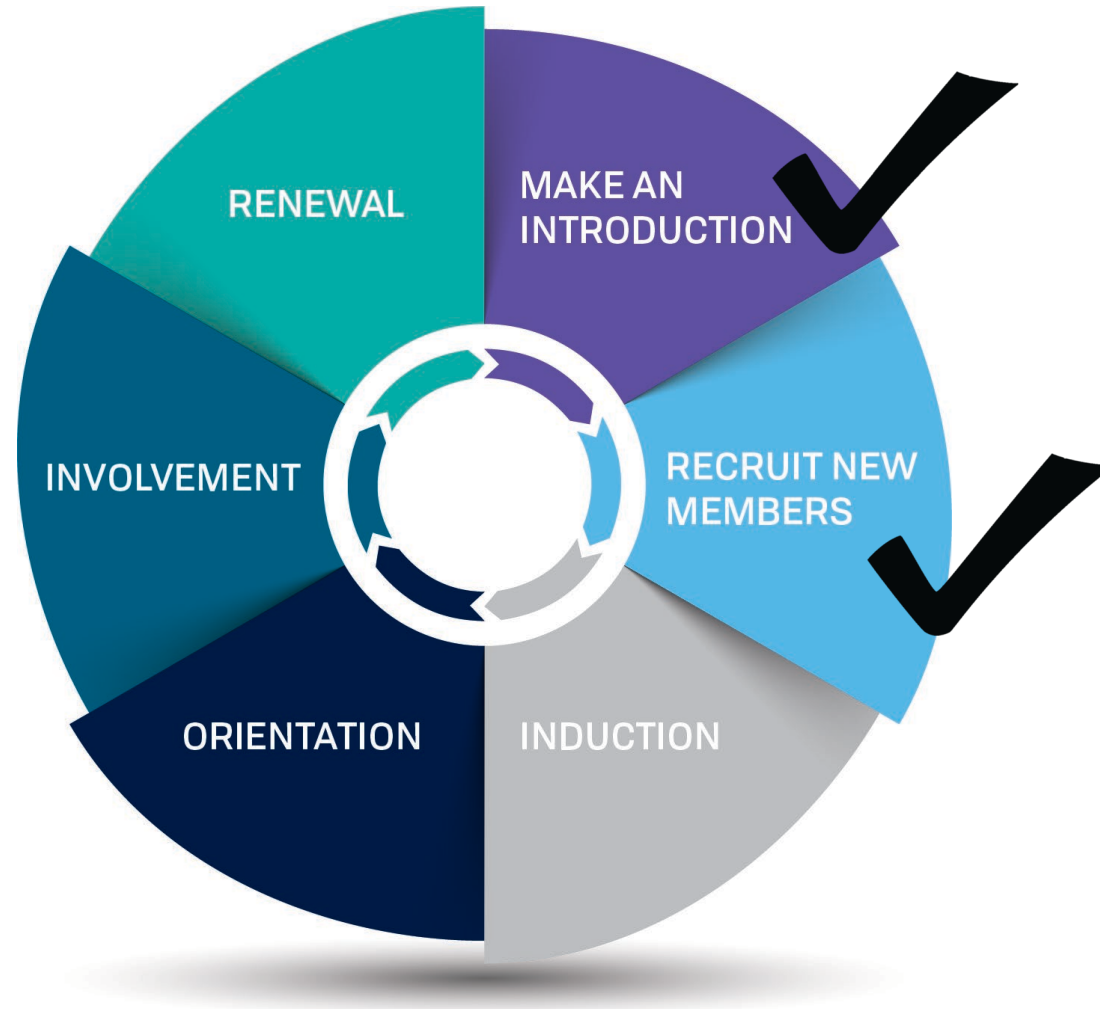 MAKE AN
INTRODUCTION
RECRUIT NEW
MEMBERS
INDUCTION
ORIENTATION
INVOLVEMENT
RENEWAL